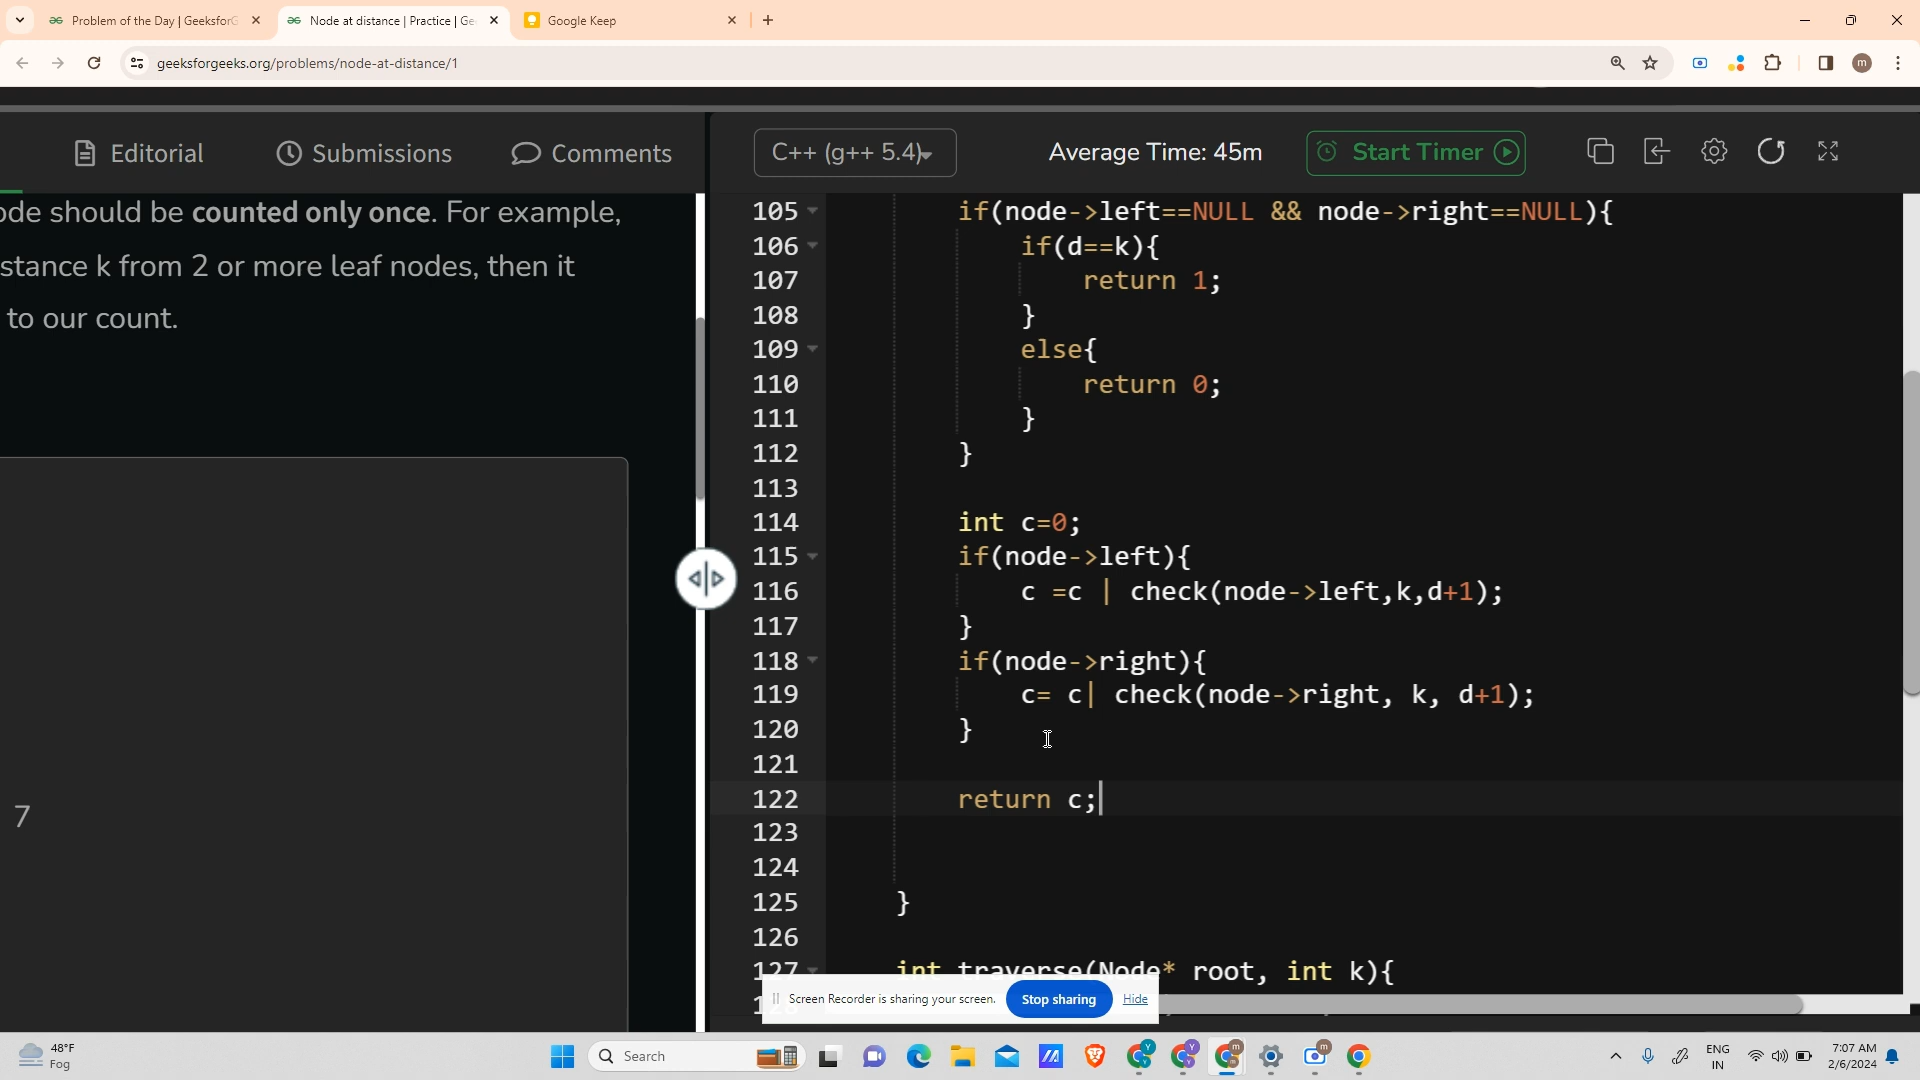 Problem of the Day | GeeksforG
Node at distance | Practice | Ge
Google Keep
geeksforgeeks.org/problems/node-at-distance/1
m
Editorial
Submissions
Comments
C++ (g++ 5.4)
Average Time: 45m
Start Timer
ode should be counted only once. For example,
stance k from 2 or more leaf nodes, then it
to our count.
7
105 if(node->left==NULL && node->right==NULL){
106 if(d==k){
107 return 1;
108 }
109 else{
110 return 0;
111 }
112 }
113
114 int c=0;
115 if(node->left){
116 c =c | check(node->left,k,d+1);
117 }
118 if(node->right){
119 c= c| check(node->right, k, d+1);
120 }
121
122 return c;
123
124
125 }
126
127 int traverse(Node* root, int k){
Screen Recorder is sharing your screen.
Stop sharing
Hide
48°F
Fog
Search
ENG
IN
7:07 AM
2/6/2024